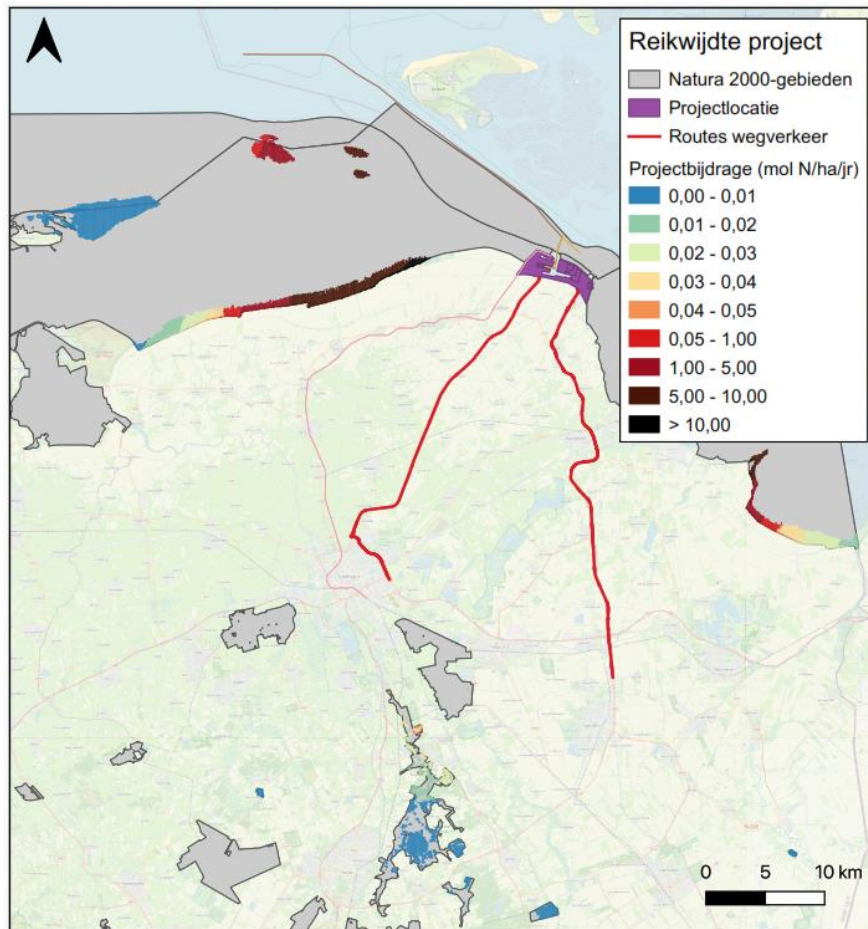 Reikwijdte project
Natura 2000-gebieden
Projectlocatie
Routes wegverkeer
Projectbijdrage (mol N/ha/jr)
0,00 - 0,01
0,01 - 0,02
0,02 - 0,03
0,03 - 0,04
0,04 - 0,05
0,05 - 1,00
1,00 - 5,00
5,00 - 10,00
> 10,00
0 5 10 km